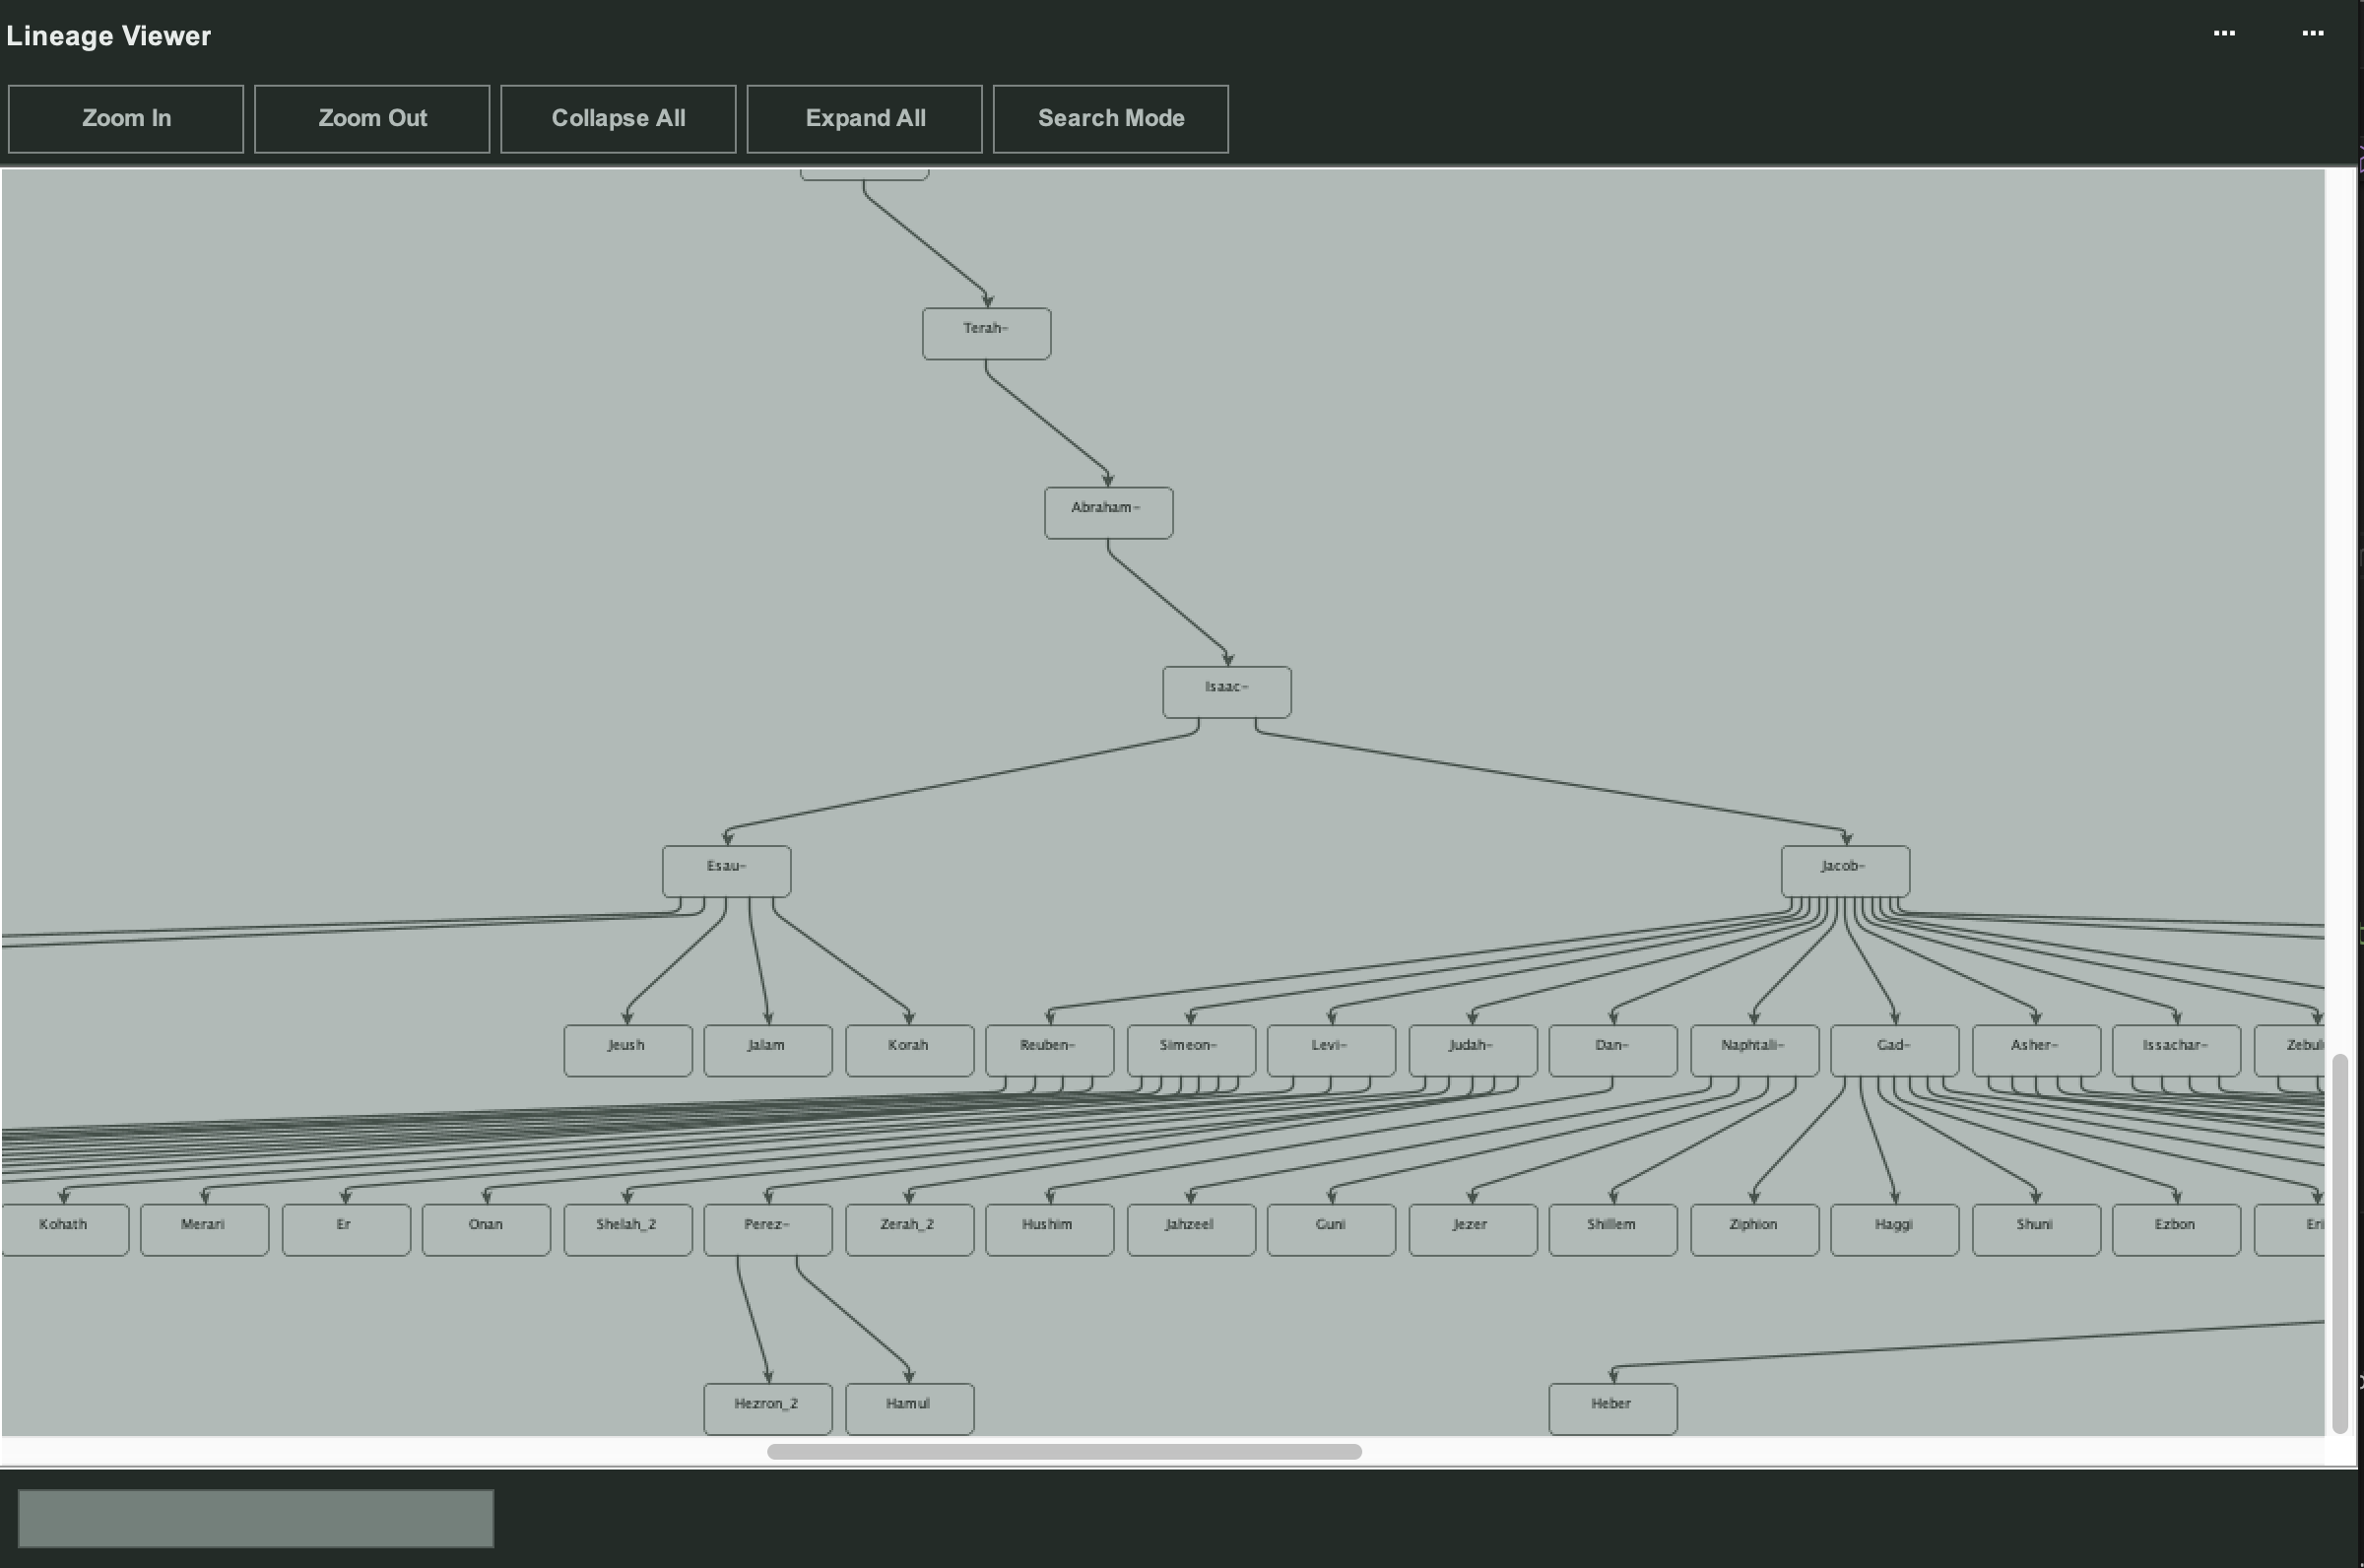 Lineage Viewer
... ...
Zoom In
Zoom Out
Collapse All
Expand All
Search Mode
Terah-
Abraham-
Isaac-
Esau-
Jacob-
Jeush
Jalam
Korah
Reuben-
Simeon-
Levi-
Judah-
Dan-
Naphtali-
Gad-
Asher-
Issachar-
Zebul
Kohath
Merari
Er
Onan
Shelah_2
Perez-
Zerah_2
Hushim
Jahzeel
Guni
Jezer
Shillem
Ziphion
Haggi
Shuni
Ezbon
Eri
Hezron_2
Hamul
Heber